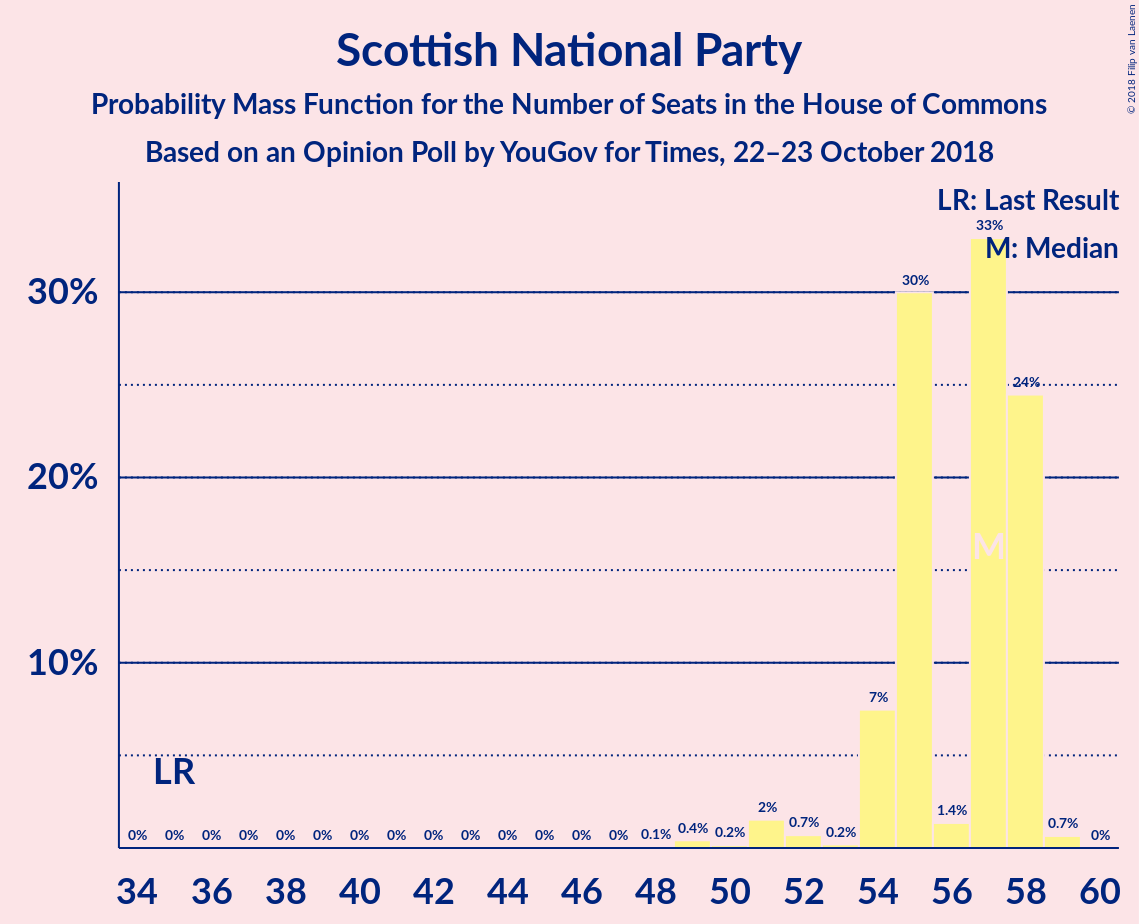 Scottish National Party
Probability Mass Function for the Number of Seats in the House of Commons
Based on an Opinion Poll by YouGov for Times, 22–23 October 2018
© 2018 Filip van Laenen
LR: Last Result
M: Median
30%
20%
10%
0% 0% 0% 0% 0% 0% 0% 0% 0% 0% 0% 0% 0% 0% 0.1% 0.4% 0.2% 2% 0.7% 0.2% 7% 30% 1.4% 33% 24% 0.7% 0%
LR
M
34 36 38 40 42 44 46 48 50 52 54 56 58 60